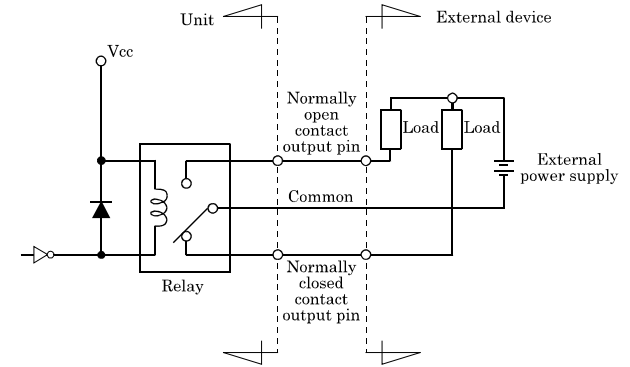 Unit
External device
Vcc
Normally
open
contact
output pin
Load
Load
External
power supply
Common
Relay
Normally
closed
contact
output pin